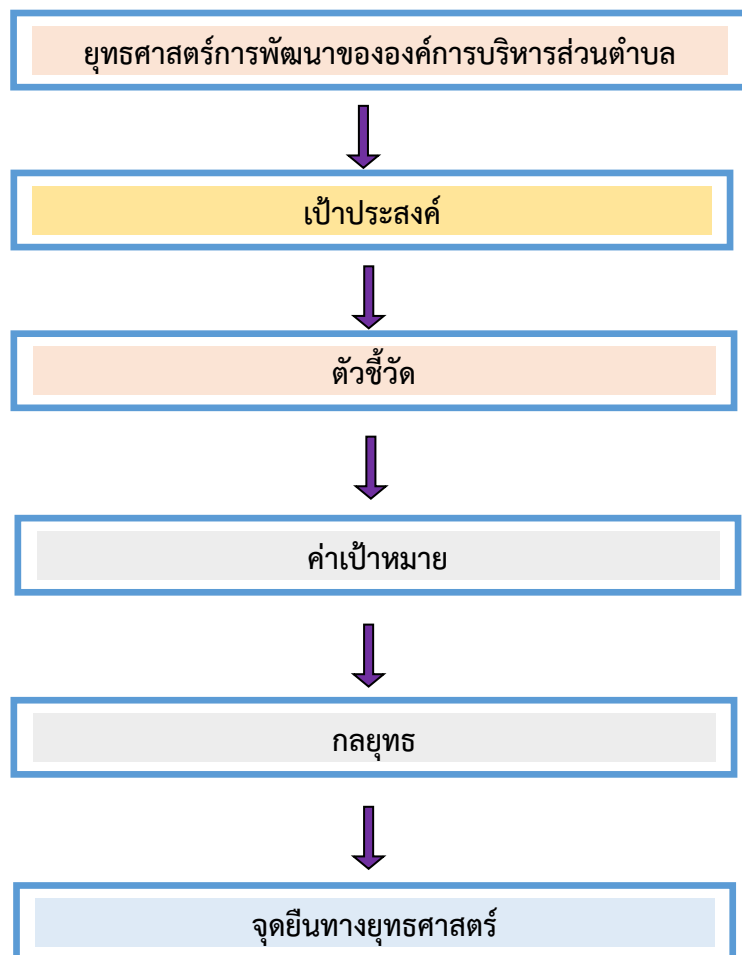 ยุทธศาสตร์การพัฒนาขององค์การบริหารส่วนตำบล
เป้าประสงค์
ตัวชี้วัด
ค่าเป้าหมาย
กลยุทธ
จุดยืนทางยุทธศาสตร์